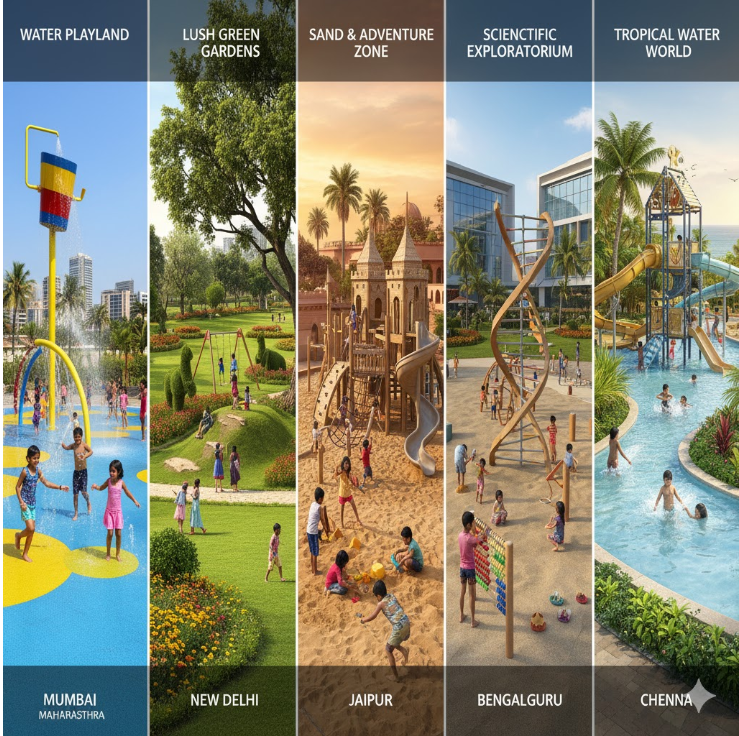 WATER PLAYLAND
LUSH GREEN
GARDENS
SAND & ADVENTURE
ZONE
SCIENCTIFIC
EXPLORATORIUM
TROPICAL WATER
WORLD
MUMBAI
MAHARASTHRA
NEW DELHI
JAIPUR
BENGALGURU
CHENNA